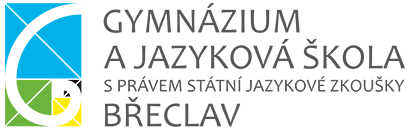 GYMNÁZIUM
A JAZYKOVÁ ŠKOLA
S PRÁVEM STÁTNÍ JAZYKOVÉ ZKOUŠKY
BŘECLAV